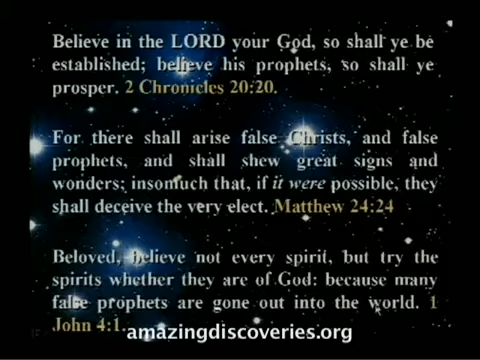 Believe in the LORD your God, so shall ye be
established; believe his prophets, so shall ye
prosper. 2 Chronicles 20:20.
For there shall arise false Christs, and false
prophets, and shall shew great signs and
wonders; insomuch that, if it were possible, they
shall deceive the very elect. Matthew 24:24
Beloved, believe not every spirit, but try the
spirits whether they are of God: because many
false prophets are gone out into the world. 1
John 4:1.
amazingdiscoveries.org